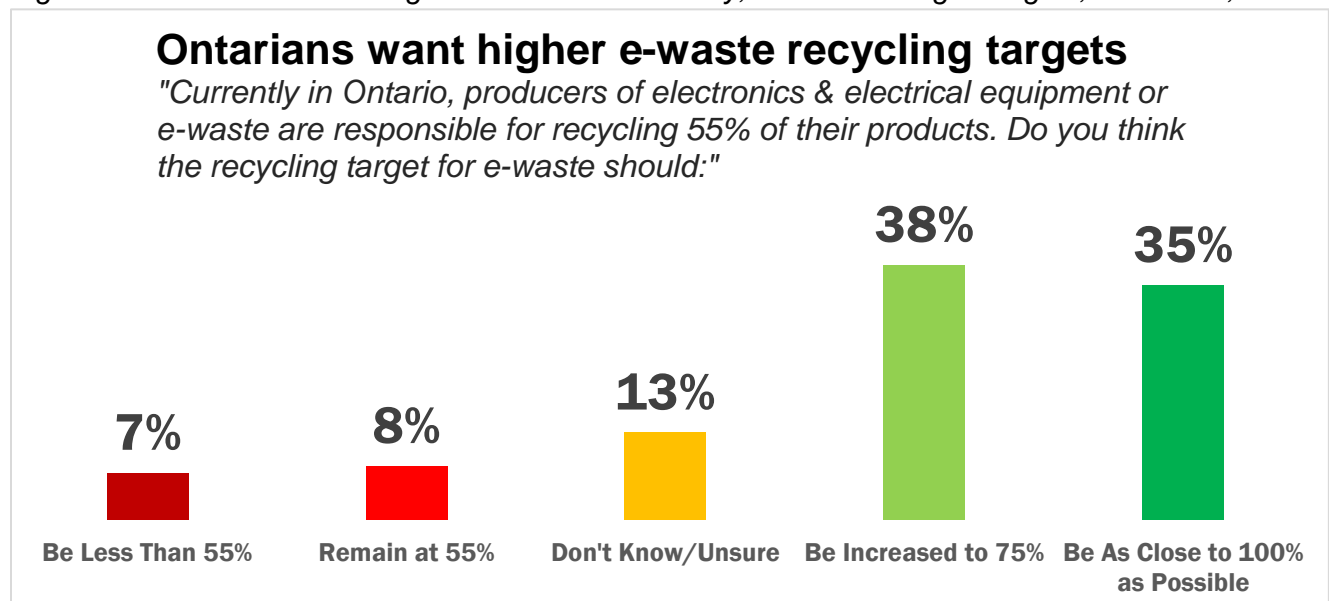 Ontarians want higher e-waste recycling targets
"Currently in Ontario, producers of electronics & electrical equipment or
e-waste are responsible for recycling 55% of their products. Do you think
the recycling target for e-waste should:"
7%
8%
13%
38%
35%
Be Less Than 55%
Remain at 55%
Don't Know/Unsure
Be Increased to 75%
Be As Close to 100%
as Possible